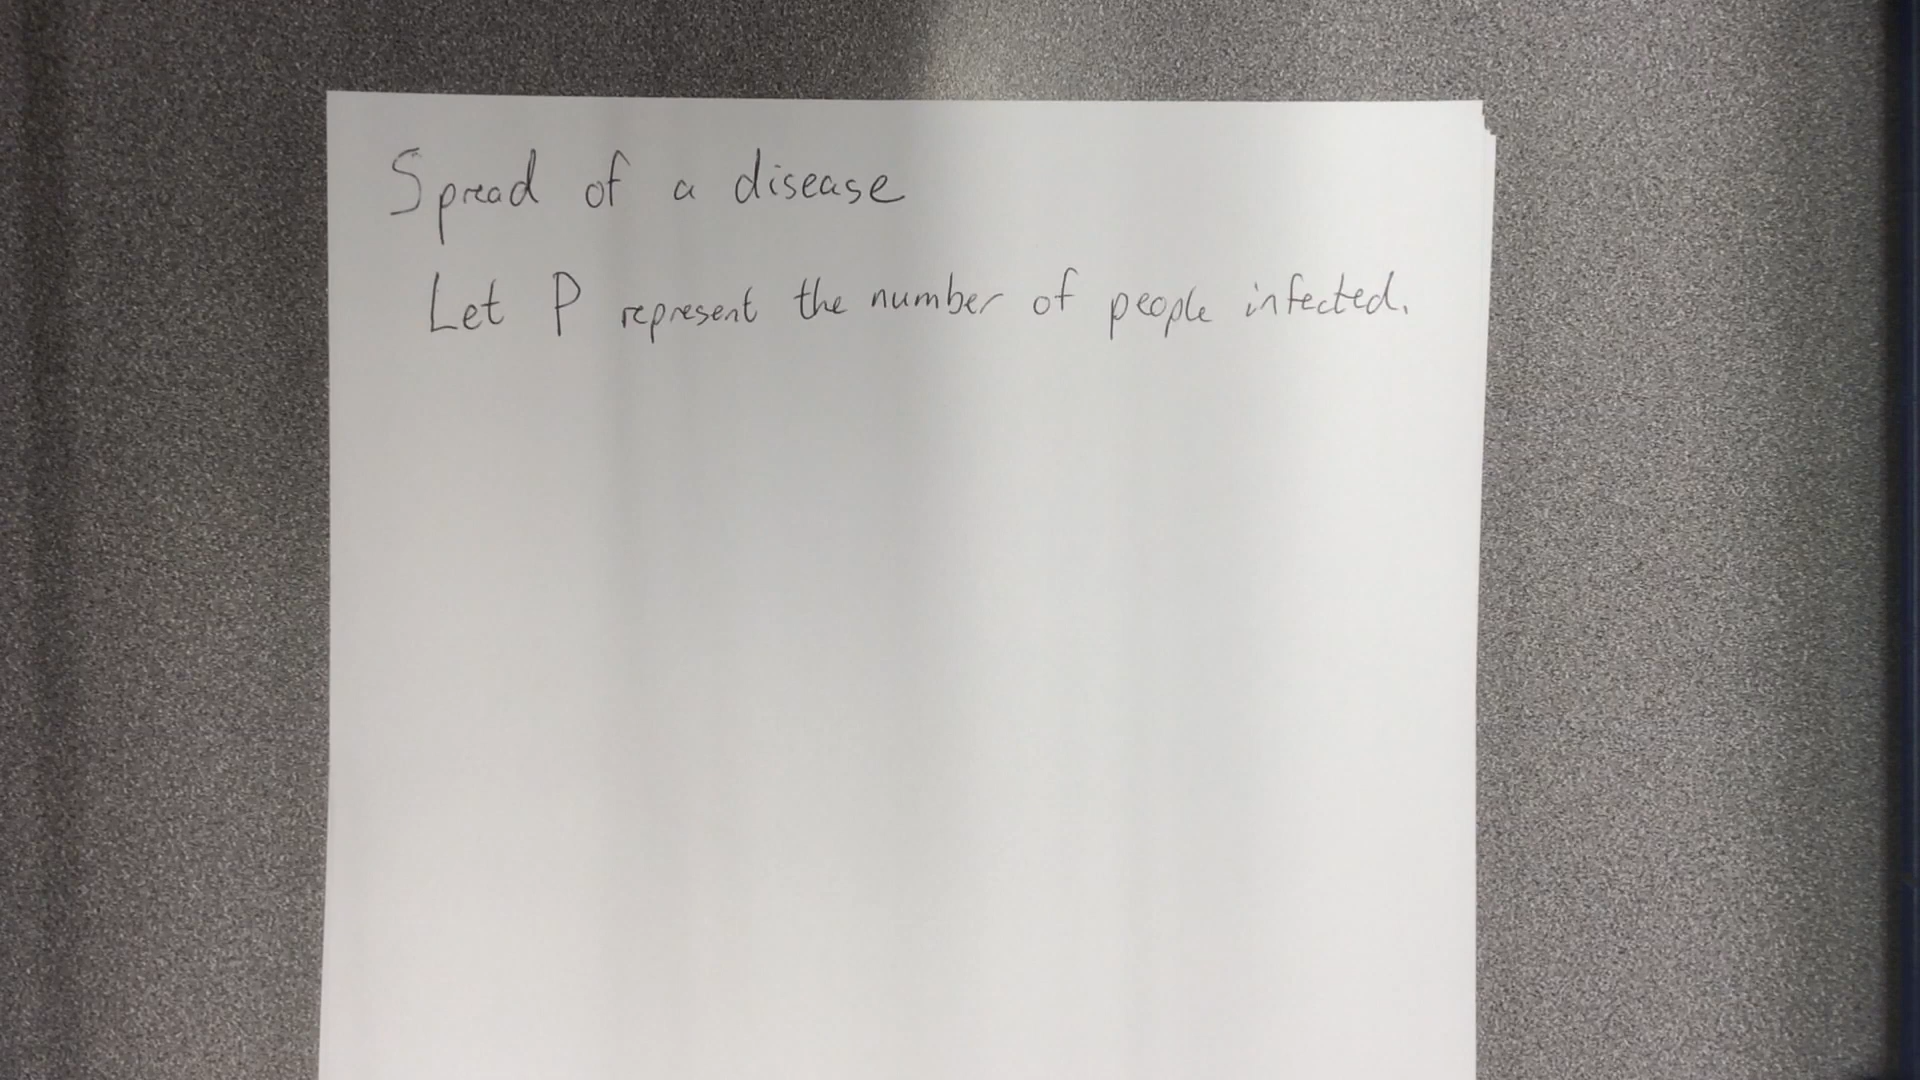 Spread of a disease
Let P represent the number of people infected.